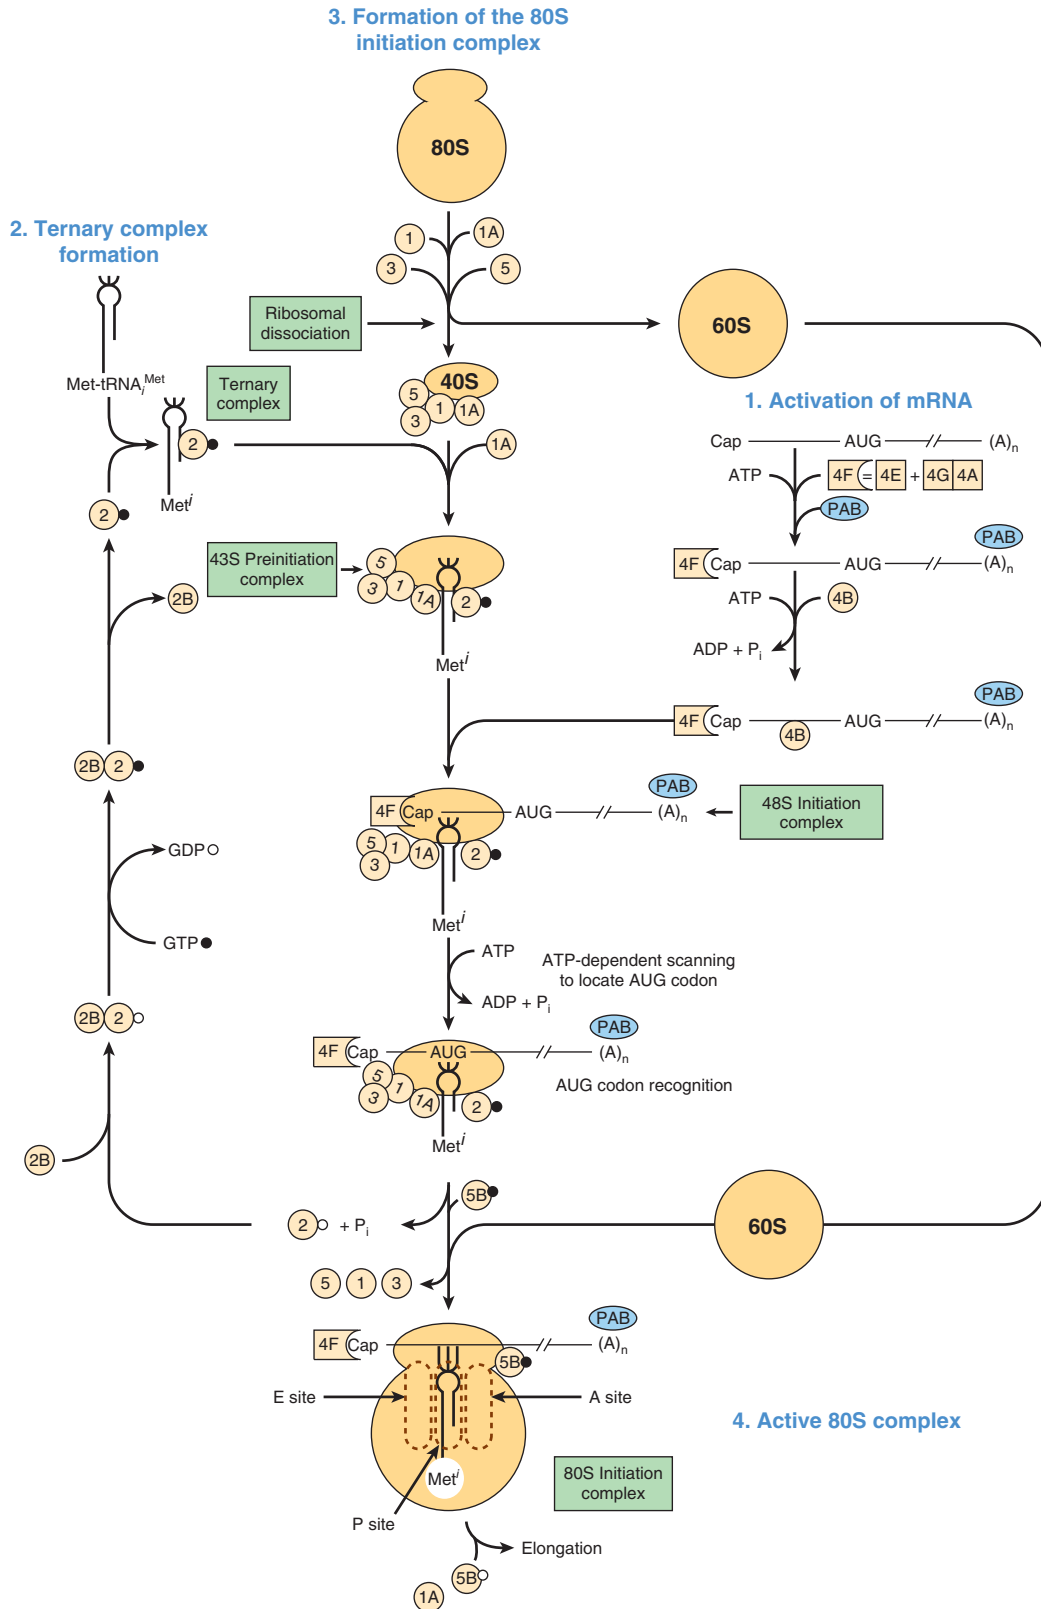 3. Formation of the 80S
initiation complex
80S
2. Ternary complex
formation
1
1A
3
5
Ribosomal
dissociation
60S
Met-tRNAiMet
Ternary
complex
40S
5
1
1A
3
1. Activation of mRNA
Cap AUG (A)n
2
1A
ATP
4F = 4E + 4G 4A
Meti
PAB
2
43S Preinitiation
complex
5
3
1
1A
2
PAB
4F Cap AUG (A)n
2B
ATP
4B
ADP + Pi
Meti
PAB
4F Cap AUG (A)n
4B
2B 2
PAB
4F Cap AUG (A)n
48S Initiation
complex
5
1
1A
2
3
GDP
GTP
Meti
ATP
ATP-dependent scanning
to locate AUG codon
ADP + Pi
2B 2
PAB
4F Cap AUG (A)n
5
1
3
1A
2
AUG codon recognition
Meti
2B
5B
2 + Pi
60S
5 1 3
PAB
4F Cap (A)n
5B
E site
A site
4. Active 80S complex
Meti
80S Initiation
complex
P site
Elongation
5B
1A